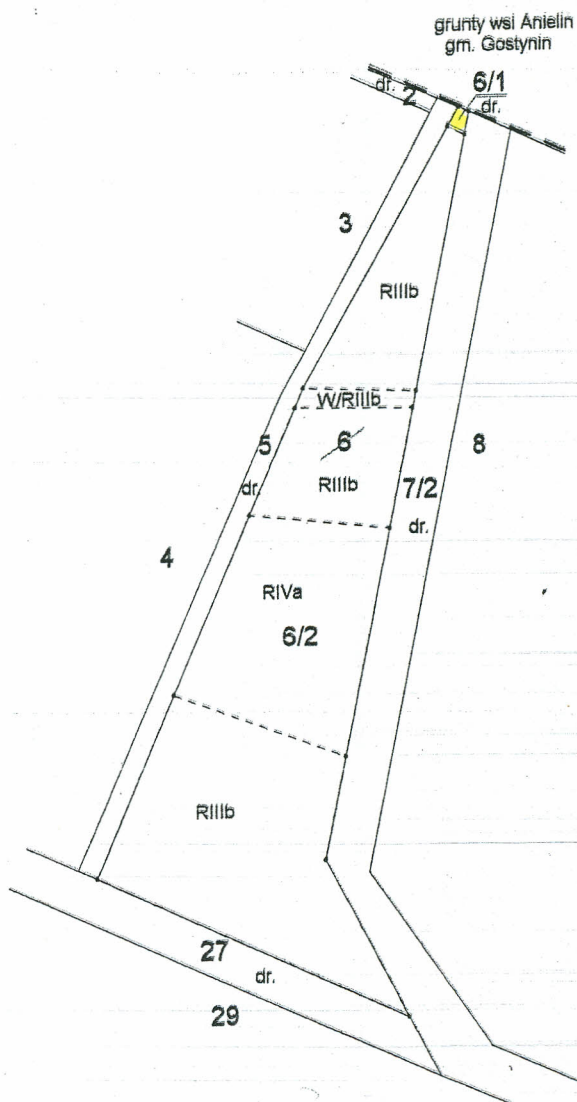 grunty wsi Anielin
gm. Gostynin
dr. 2
6/1
dr.
3
RIIIb
W/RIIIb
5
6
8
dr.
RIIIb
7/2
dr.
4
RIVa
6/2
RIIIb
27
dr.
29